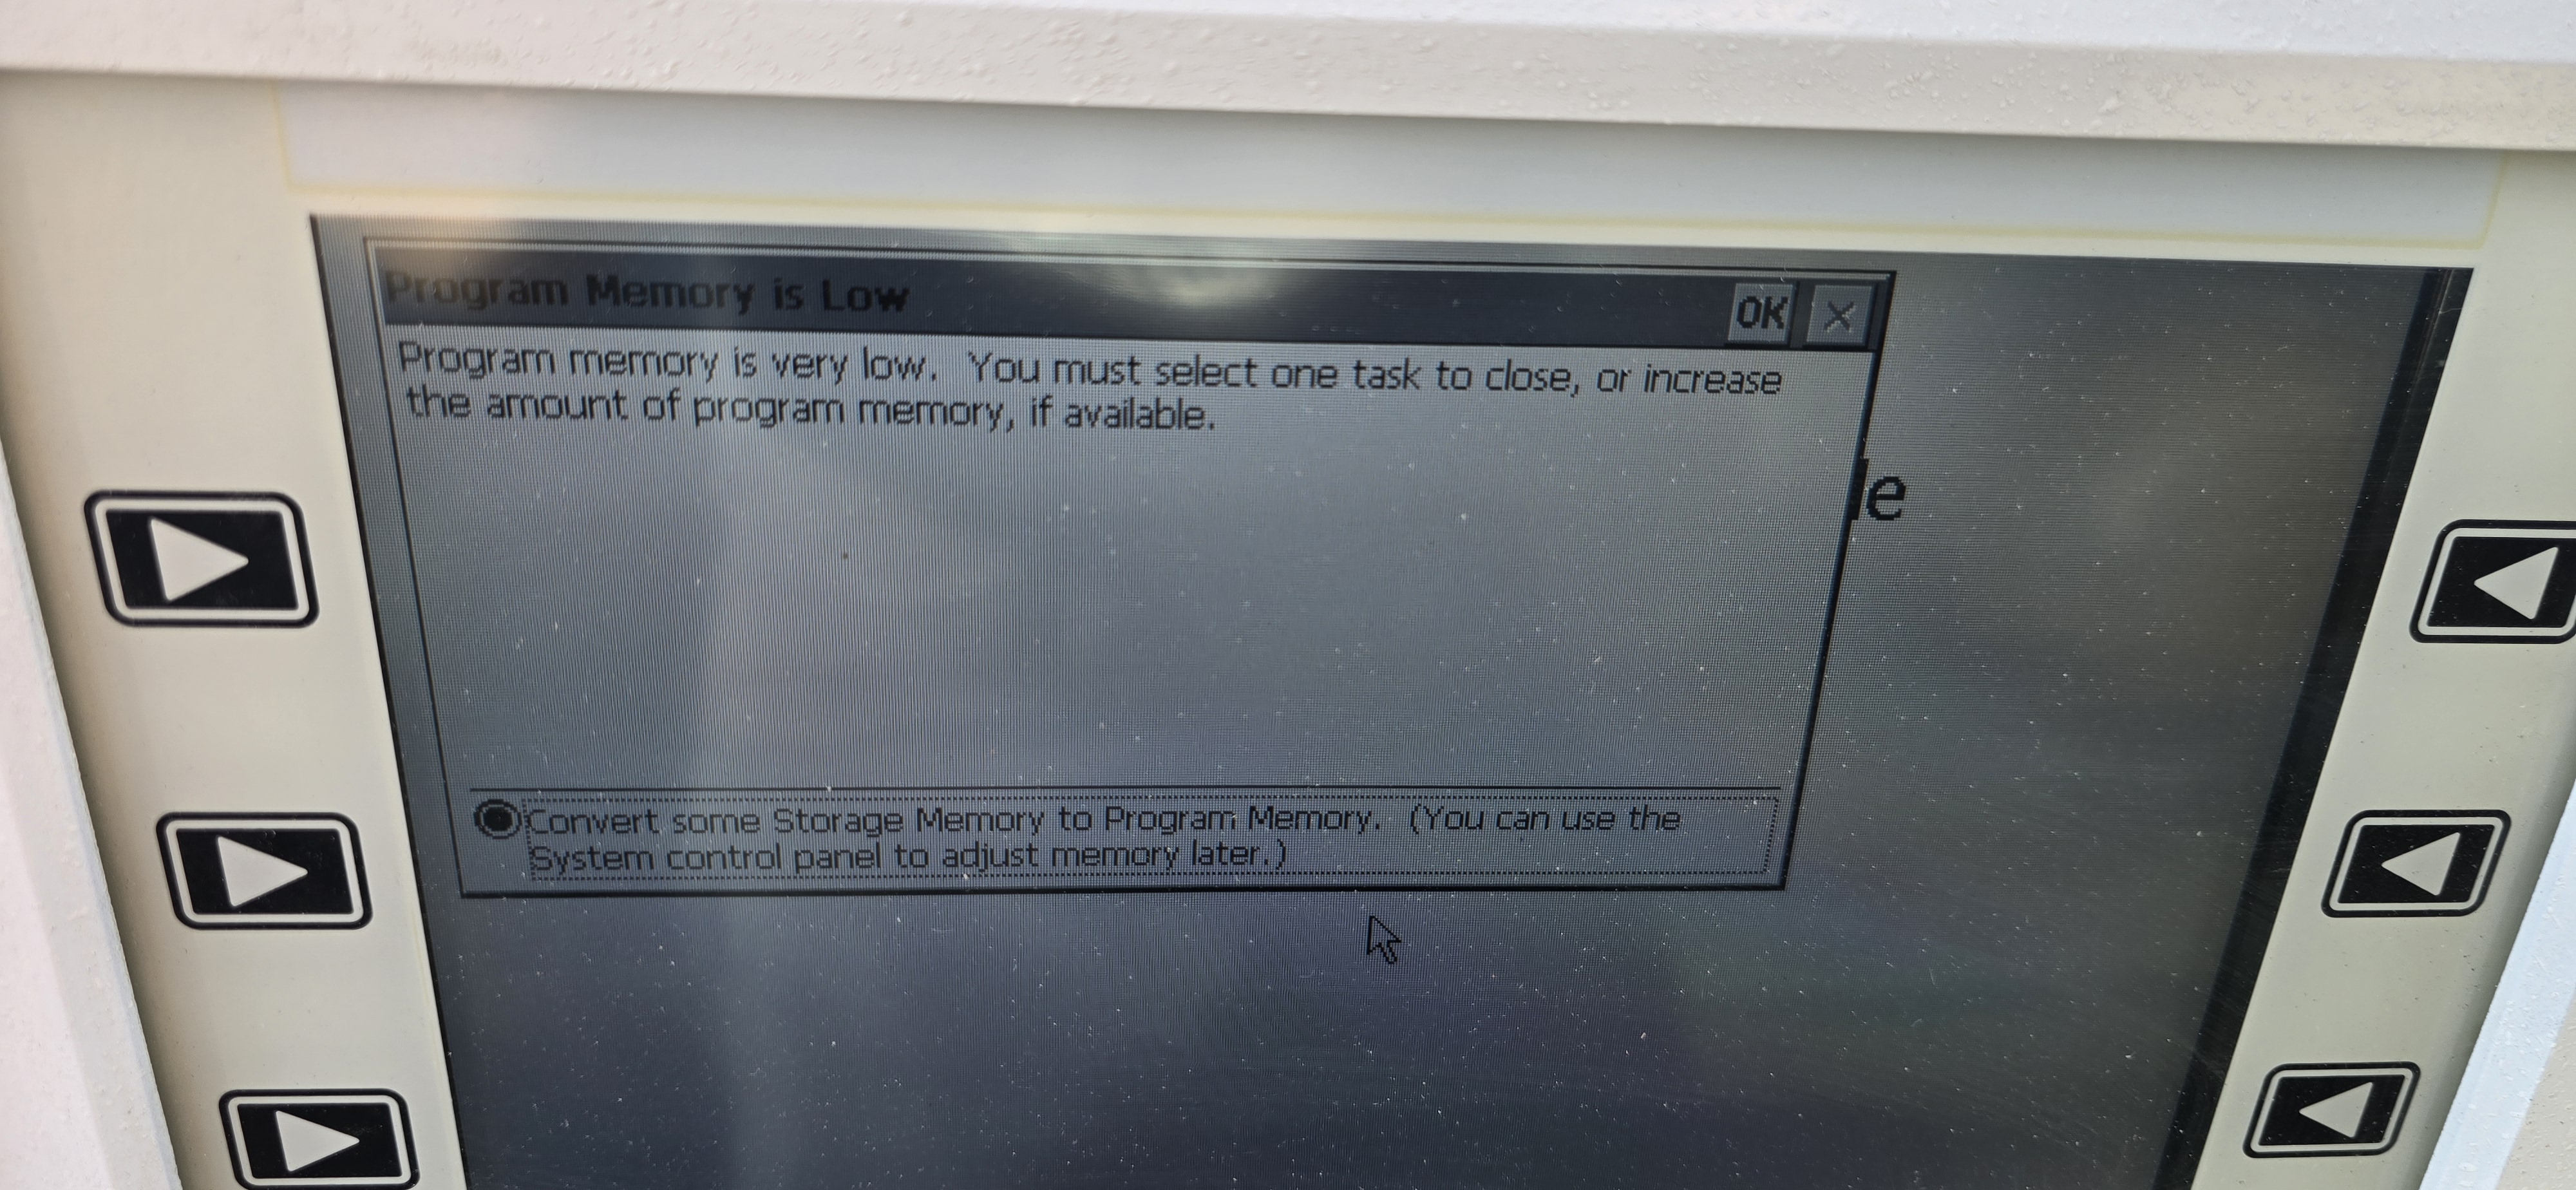 Program Memory is Low
OK
Program memory is very low. You must select one task to close, or increase
the amount of program memory, if available.
e
Convert some Storage Memory to Program Memory. (You can use the
System control panel to adjust memory later.)